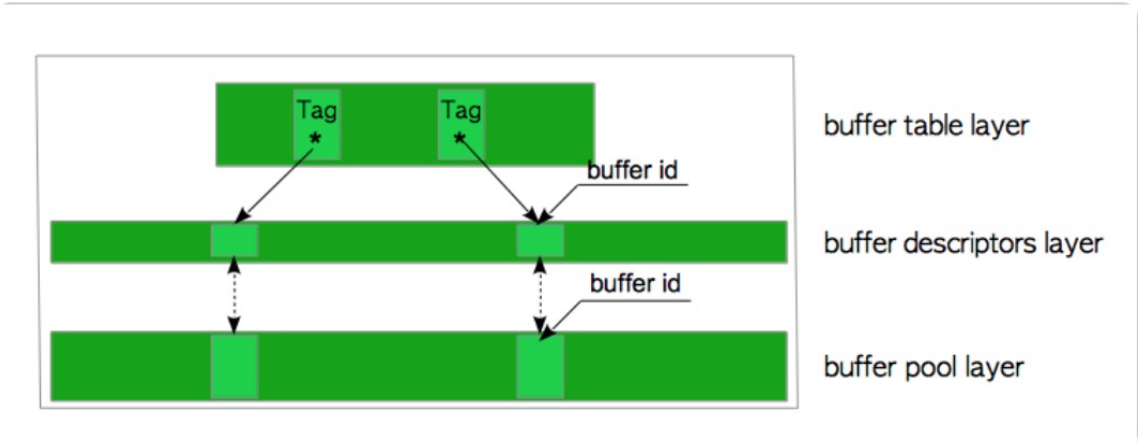 Tag
*
Tag
*
buffer table layer
buffer id
buffer descriptors layer
buffer id
buffer pool layer